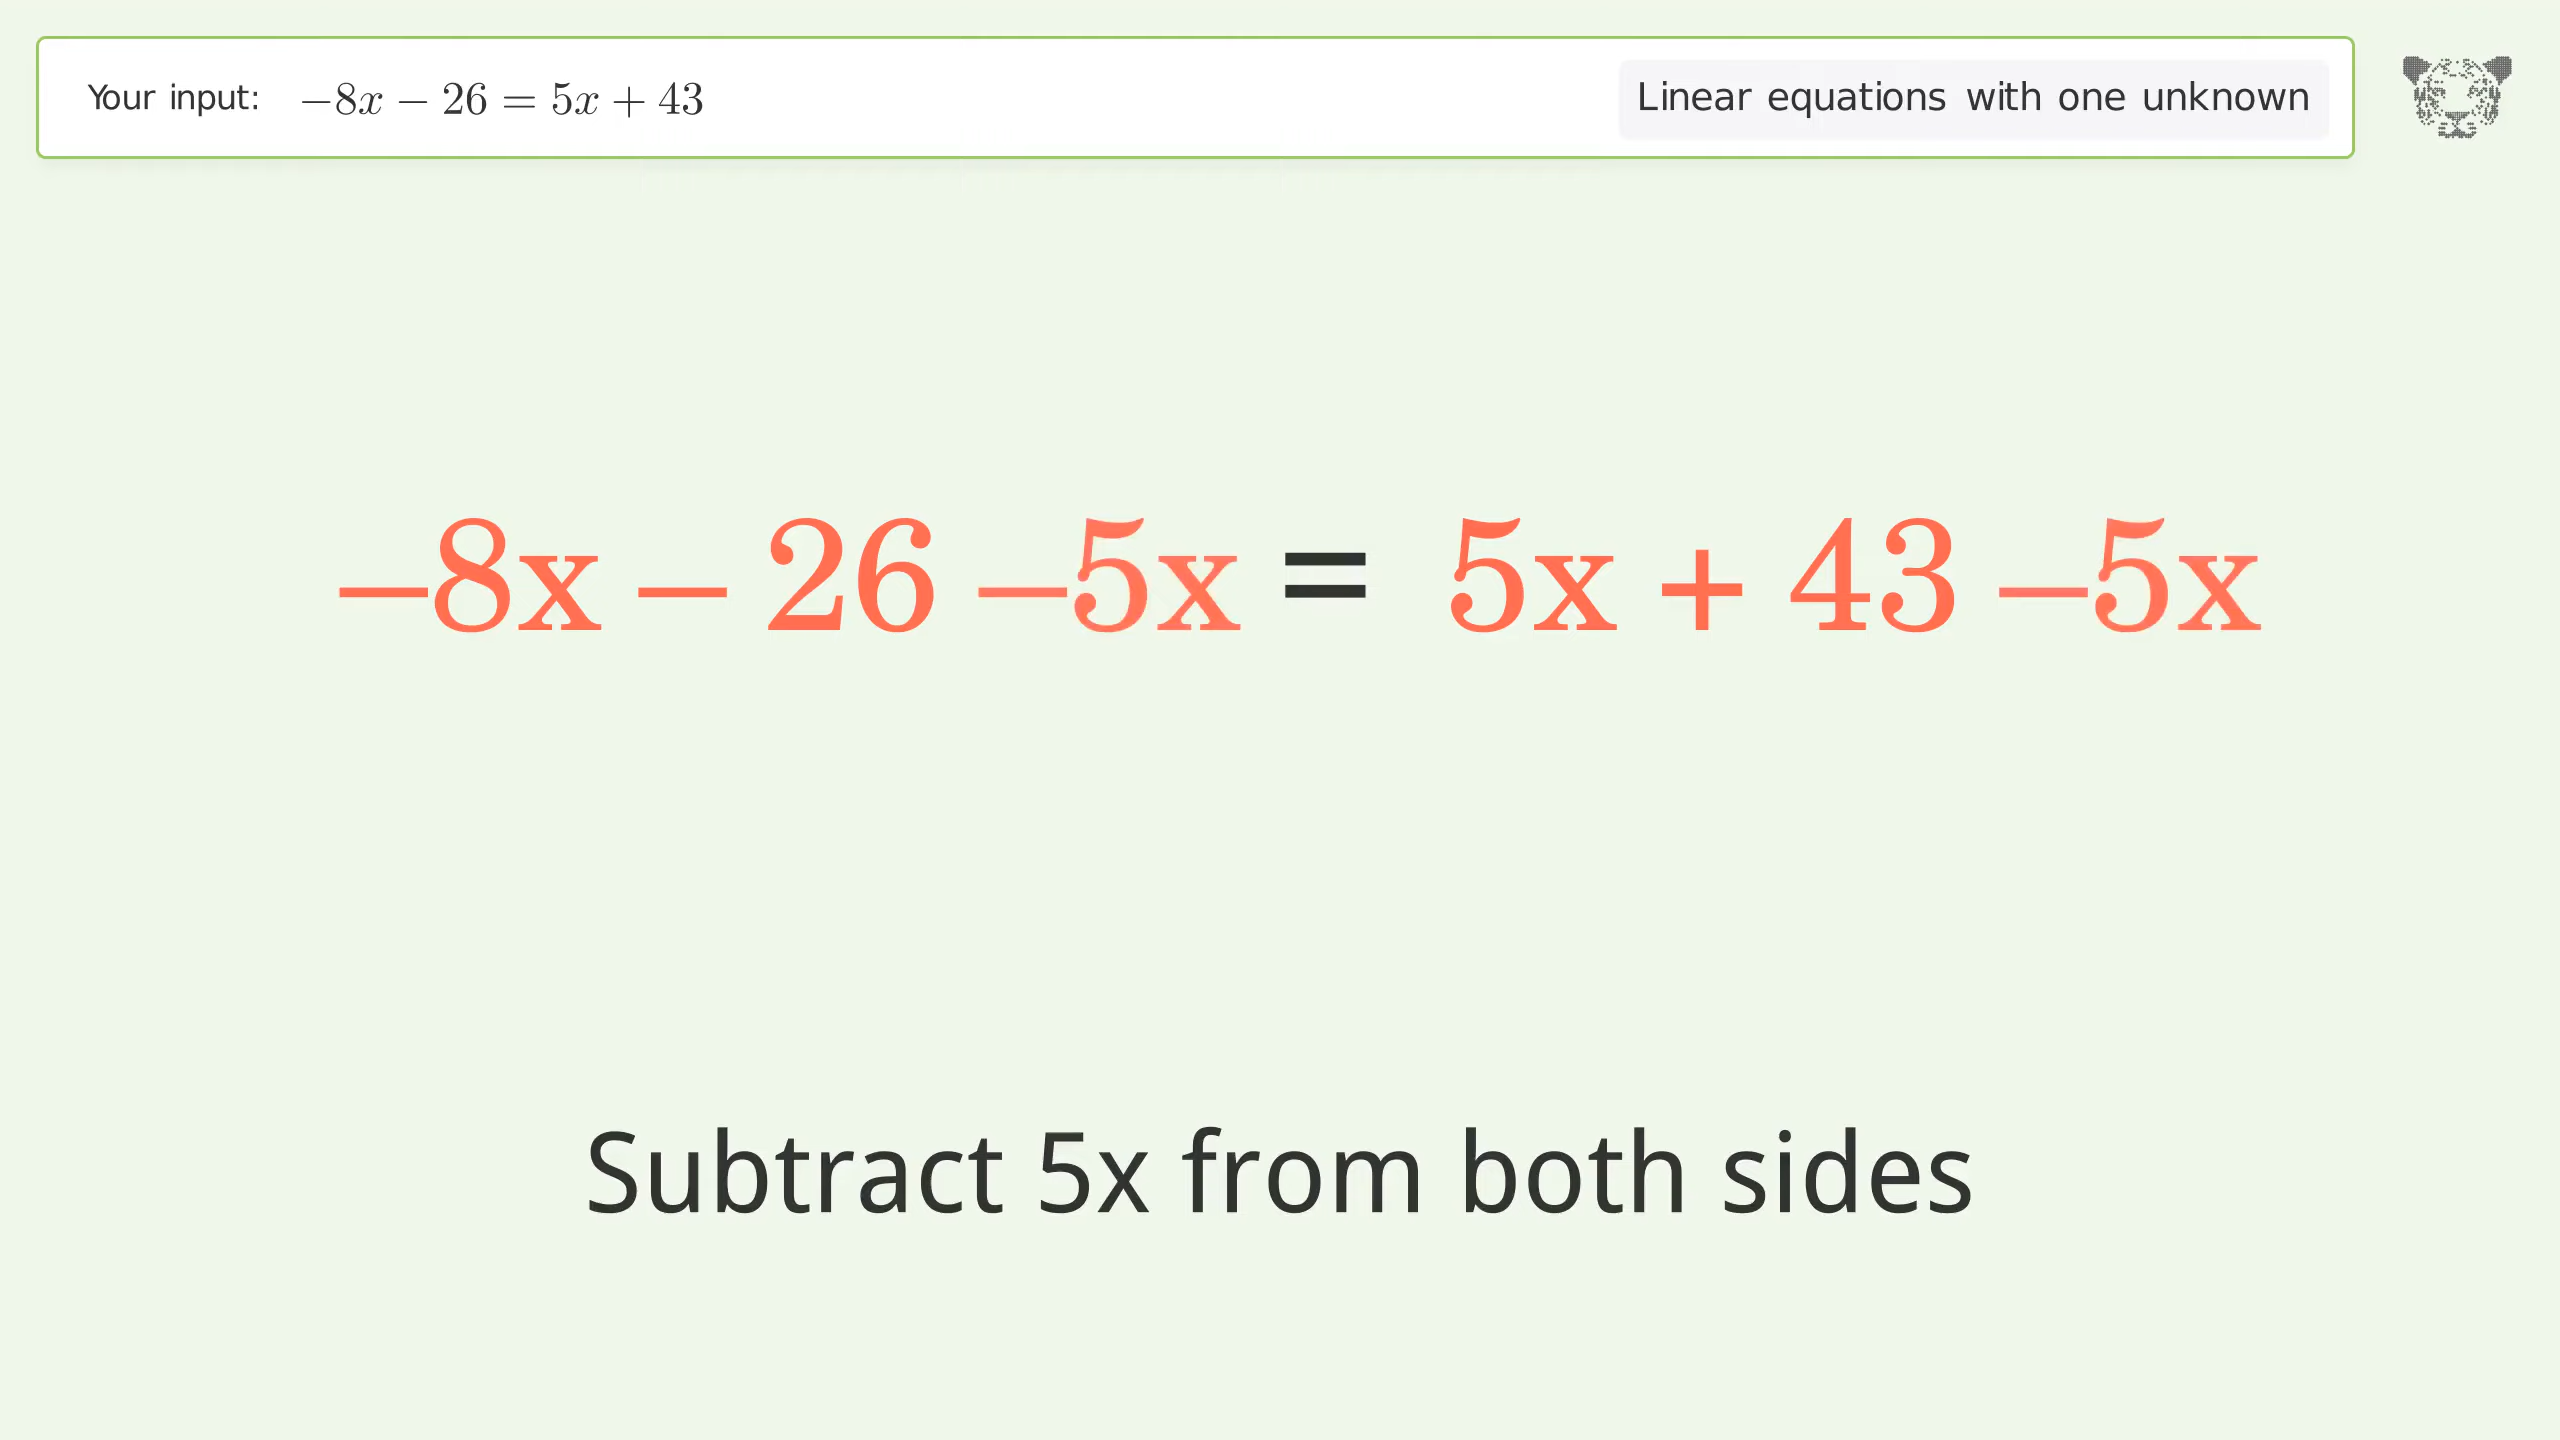 Your input: −8x − 26 = 5x + 43
Linear equations with one unknown
−8x − 26 −5x = 5x + 43 −5x
Subtract 5x from both sides